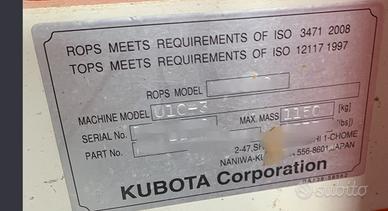 ROPS MEETS REQUIREMENTS OF ISO 3471 2008
TOPS MEETS REQUIREMENTS OF ISO 12117 1997
ROPS MODEL
MACHINE MODEL U10-3 MAX. MASS [kg]
SERIAL No. [lbs]
PART No. 2-47, 1-CHOME
NANIWA-KU 556-8601 JAPAN
KUBOTA Corporation
subito